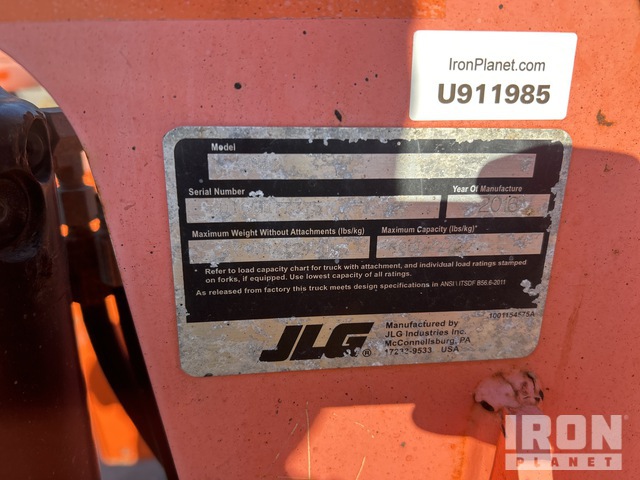 IronPlanet.com
U911985
Model
Serial Number
Year Of Manufacture
Maximum Weight Without Attachments (lbs/kg)
Maximum Capacity (lbs/kg)*
* Refer to load capacity chart for truck with attachment, and individual load ratings stamped
on forks, if equipped. Use lowest capacity of all ratings.
As released from factory this truck meets design specifications in ANSI \ ITSDF B56.6-2011
1001154575A
JLG®
Manufactured by
JLG Industries Inc.
McConnellsburg, PA
17233-9533 USA
IRON
PLANET